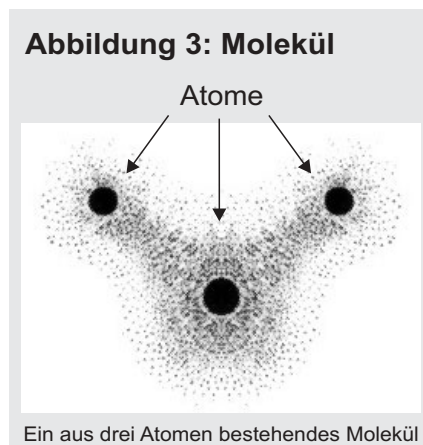 Abbildung 3: Molekül
Atome
Ein aus drei Atomen bestehendes Molekül